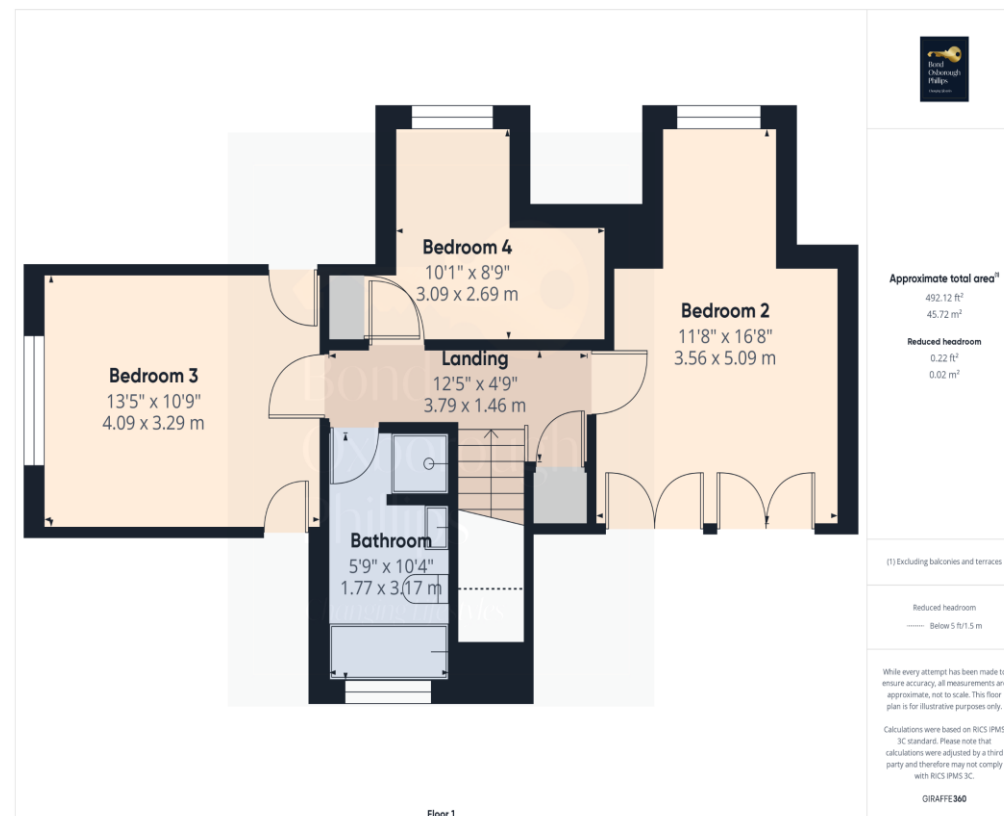 Bond
Oxborough
Phillips
Bedroom 4
10'1" x 8'9"
3.09 x 2.69 m
Bedroom 2
11'8" x 16'8"
3.56 x 5.09 m
Bedroom 3
13'5" x 10'9"
4.09 x 3.29 m
Landing
12'5" x 4'9"
3.79 x 1.46 m
Bathroom
5'9" x 10'4"
1.77 x 3.17 m
Floor 1
Bond
Oxborough
Phillips
Approximate total area⁽¹⁾
492.12 ft²
45.72 m²
Reduced headroom
0.22 ft²
0.02 m²
(1) Excluding balconies and terraces
Reduced headroom
Below 5 ft/1.5 m
While every attempt has been made to
ensure accuracy, all measurements are
approximate, not to scale. This floor
plan is for illustrative purposes only.
Calculations were based on RICS IPMS
3C standard. Please note that
calculations were adjusted by a third
party and therefore may not comply
with RICS IPMS 3C.
GIRAFFE360